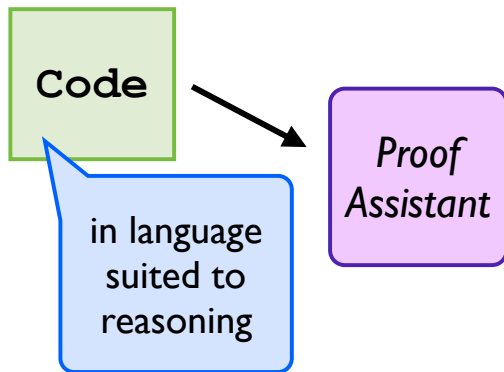 Code
Proof
Assistant
in language
suited to
reasoning